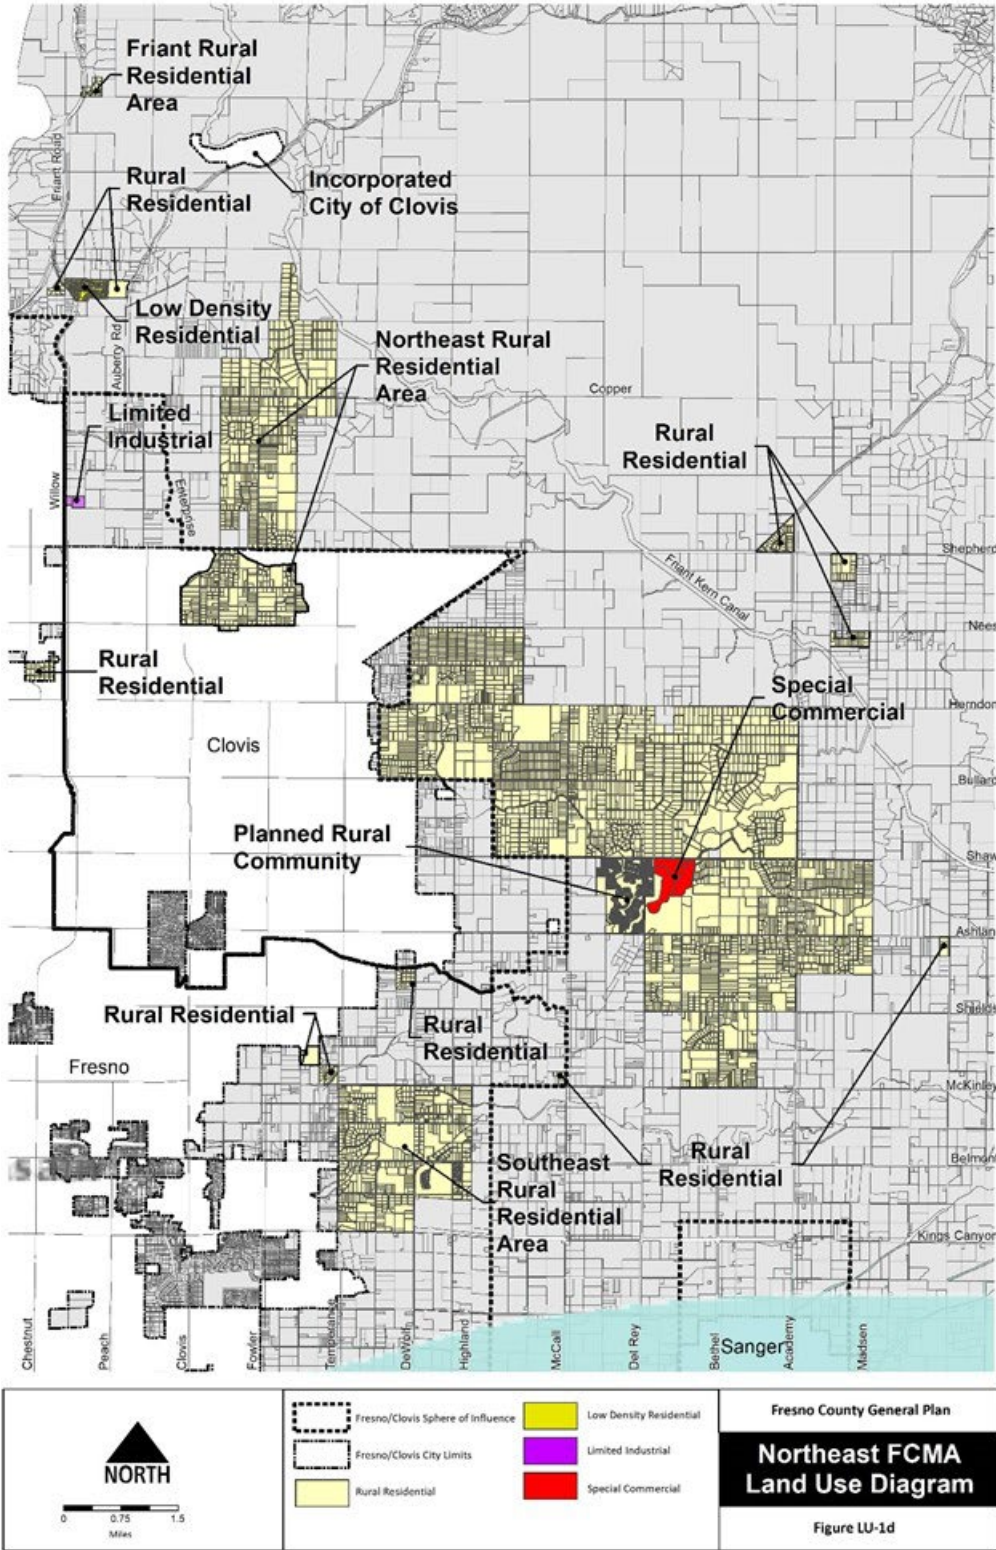 Friant Rural
Residential
Area
Friant Road
Rural
Residential
Incorporated
City of Clovis
Low Density
Residential
Auberry Rd
Northeast Rural
Residential
Area
Copper
Limited
Industrial
Rural
Residential
Willow
Enterprise
Shepherd
Friant Kern Canal
Nees
Rural
Residential
Special
Commercial
Herndon
Clovis
Bullard
Planned Rural
Community
Shaw
Ashlan
Rural Residential
Rural
Residential
Shields
Fresno
McKinley
Rural
Residential
Belmont
Southeast
Rural
Residential
Area
Kings Canyon
Chestnut
Peach
Clovis
Fowler
Temperance
DeWolf
Highland
McCall
Del Rey
Bethel
Sanger
Academy
Madsen
NORTH
0 0.75 1.5
Miles
Fresno/Clovis Sphere of Influence
Fresno/Clovis City Limits
Rural Residential
Low Density Residential
Limited Industrial
Special Commercial
Fresno County General Plan
Northeast FCMA
Land Use Diagram
Figure LU-1d